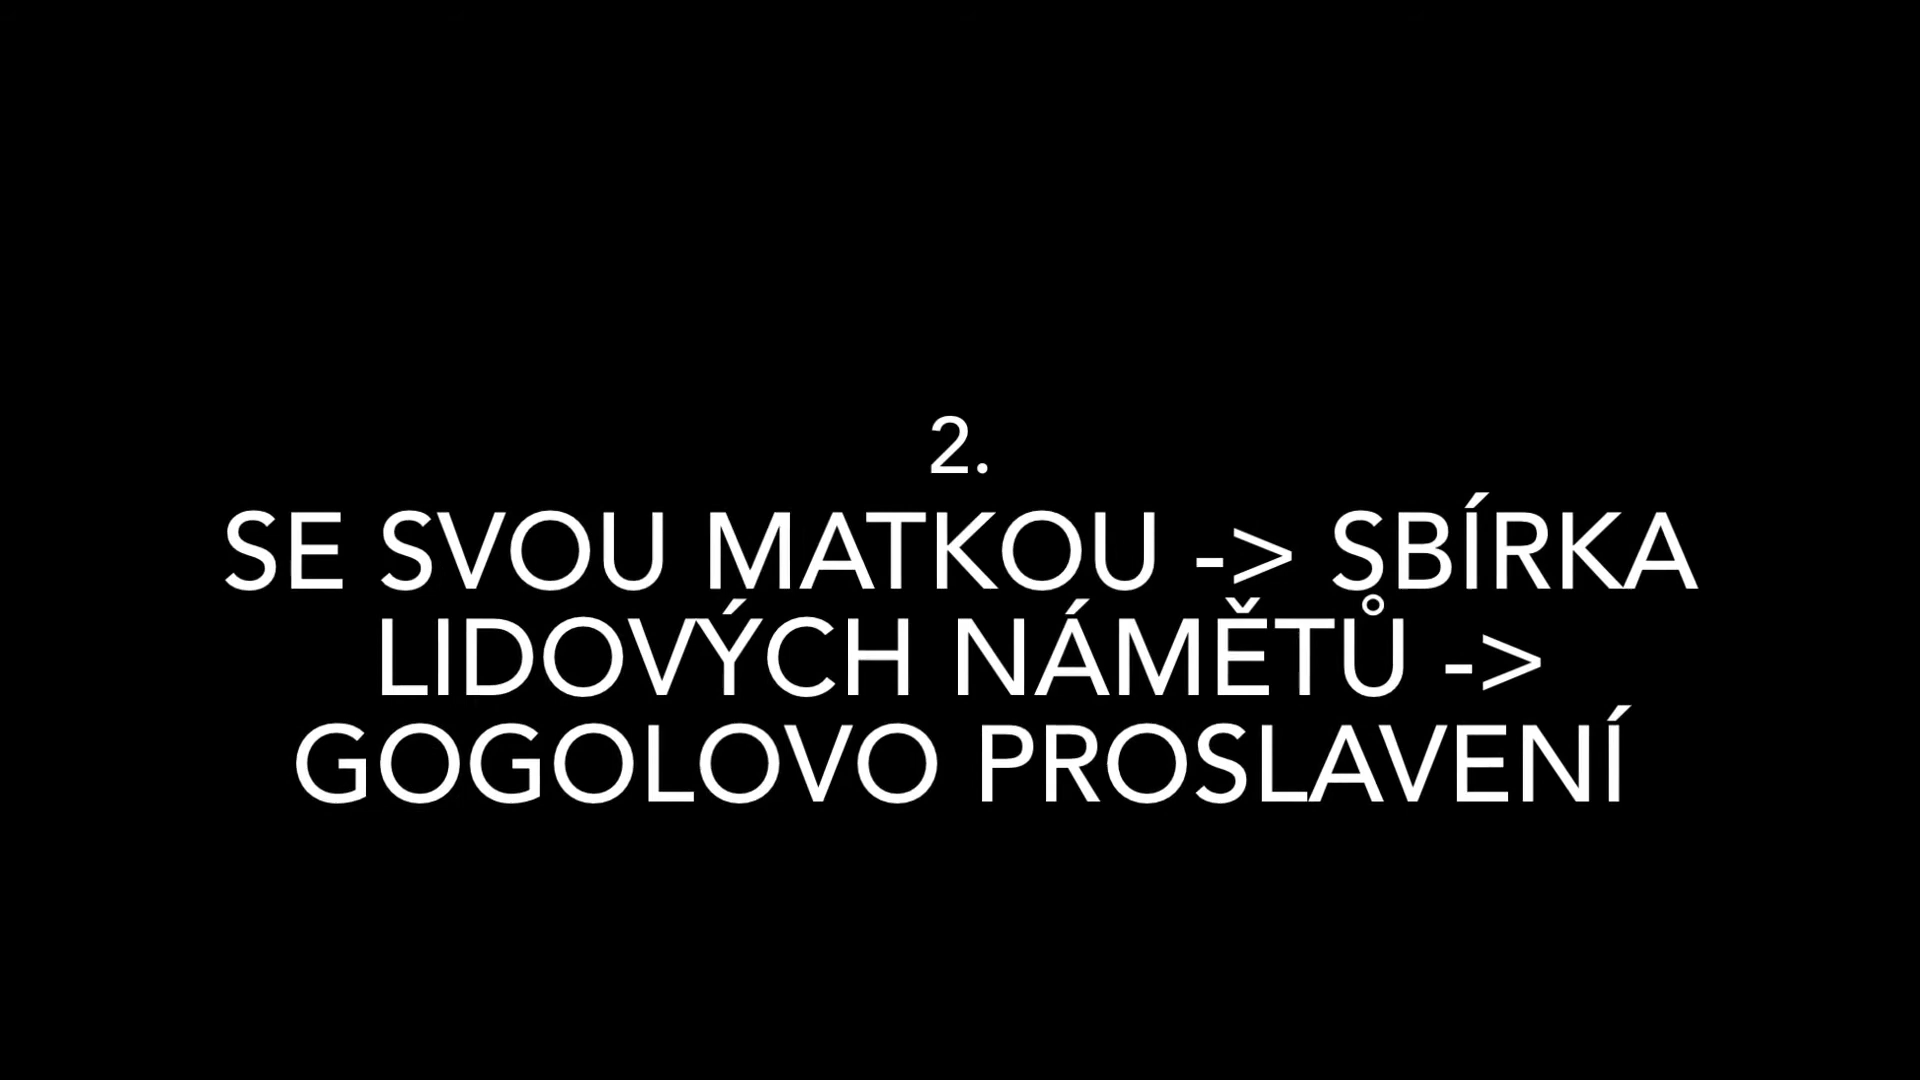 2.
SE SVOU MATKOU -> SBÍRKA
LIDOVÝCH NÁMĚTŮ ->
GOGOLOVO PROSLAVENÍ